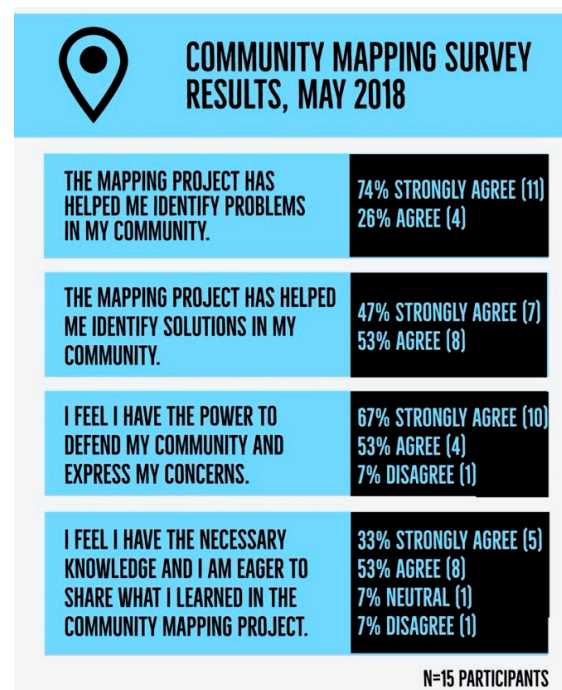 COMMUNITY MAPPING SURVEY
RESULTS, MAY 2018
THE MAPPING PROJECT HAS
HELPED ME IDENTIFY PROBLEMS
IN MY COMMUNITY.
74% STRONGLY AGREE (11)
26% AGREE (4)
THE MAPPING PROJECT HAS HELPED
ME IDENTIFY SOLUTIONS IN MY
COMMUNITY.
47% STRONGLY AGREE (7)
53% AGREE (8)
I FEEL I HAVE THE POWER TO
DEFEND MY COMMUNITY AND
EXPRESS MY CONCERNS.
67% STRONGLY AGREE (10)
53% AGREE (4)
7% DISAGREE (1)
I FEEL I HAVE THE NECESSARY
KNOWLEDGE AND I AM EAGER TO
SHARE WHAT I LEARNED IN THE
COMMUNITY MAPPING PROJECT.
33% STRONGLY AGREE (5)
53% AGREE (8)
7% NEUTRAL (1)
7% DISAGREE (1)
N=15 PARTICIPANTS